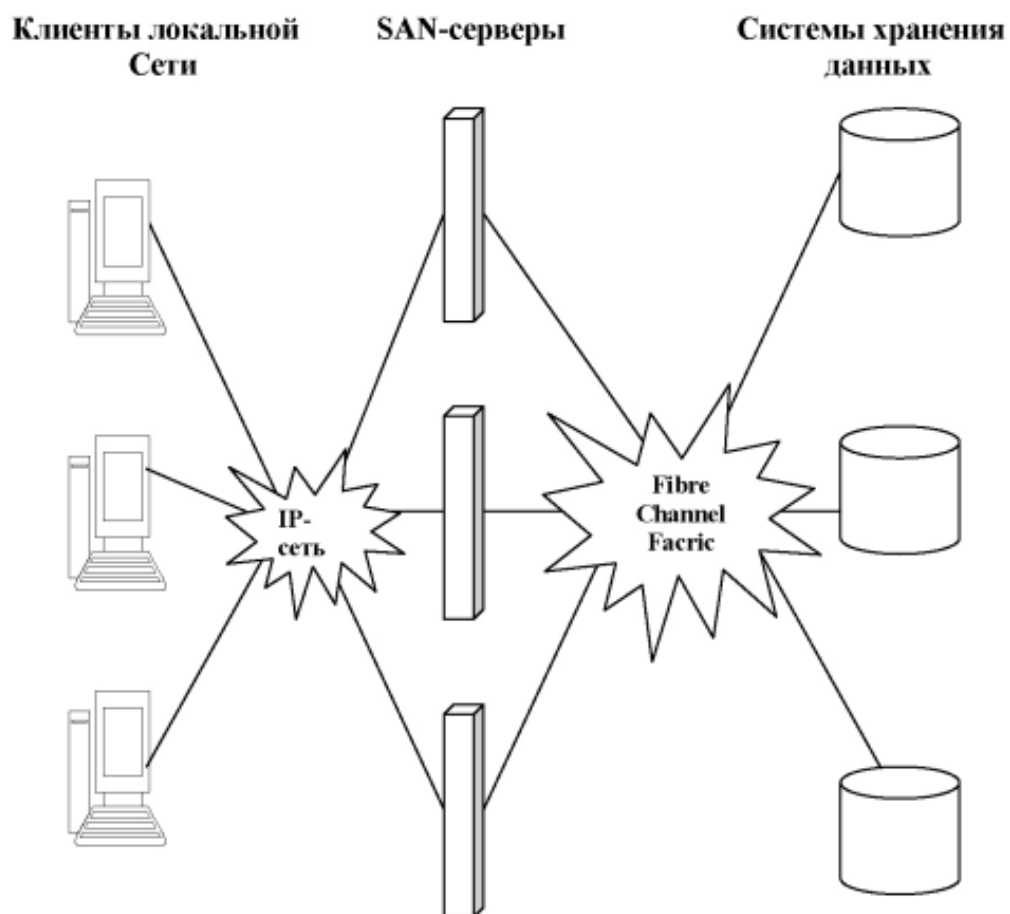 Клиенты локальной
Сети
SAN-серверы
Системы хранения
данных
IP-
сеть
Fibre
Channel
Facric